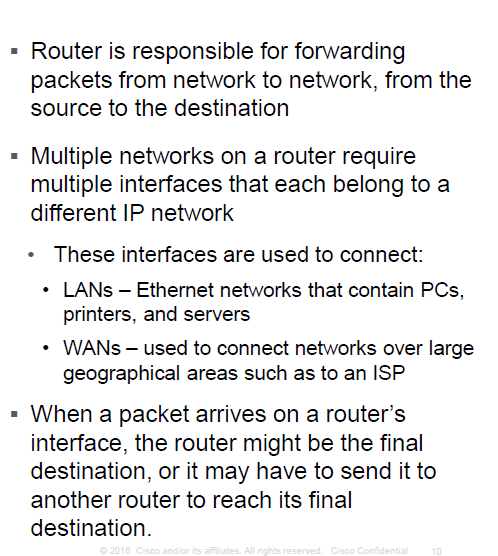 ▪ Router is responsible for forwarding
packets from network to network, from the
source to the destination
▪ Multiple networks on a router require
multiple interfaces that each belong to a
different IP network
• These interfaces are used to connect:
• LANs – Ethernet networks that contain PCs,
printers, and servers
• WANs – used to connect networks over large
geographical areas such as to an ISP
▪ When a packet arrives on a router’s
interface, the router might be the final
destination, or it may have to send it to
another router to reach its final
destination.
© 2016 Cisco and/or its affiliates. All rights reserved. Cisco Confidential 10